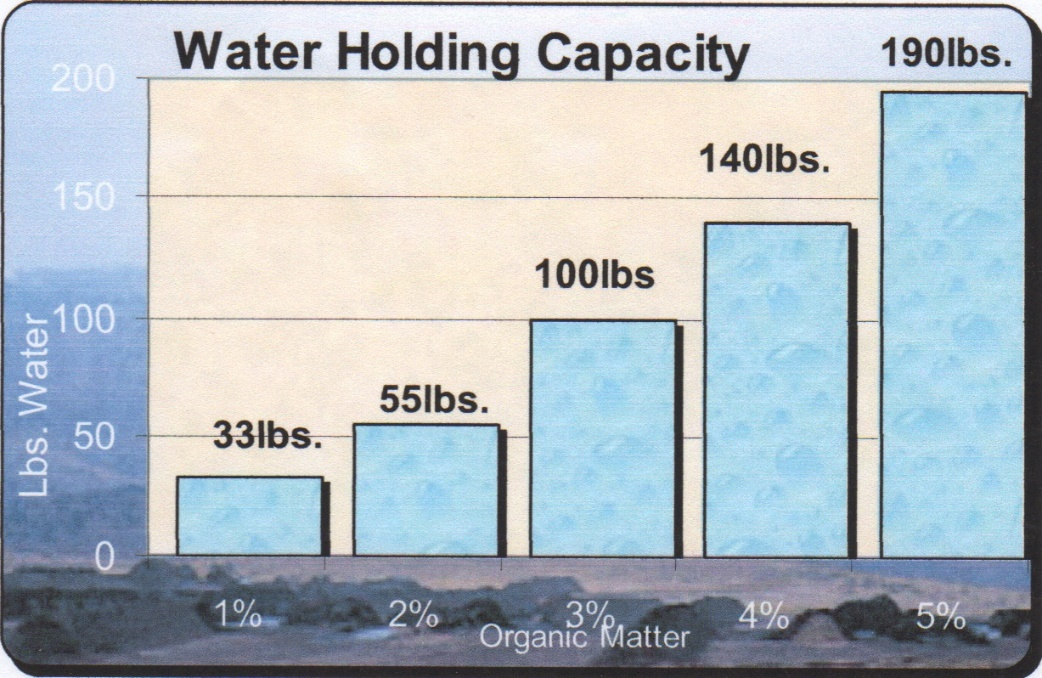 Water Holding Capacity
190lbs.
200
140lbs.
150
100lbs
100
55lbs.
50
33lbs.
0
Lbs. Water
1% 2% 3% 4% 5%
Organic Matter